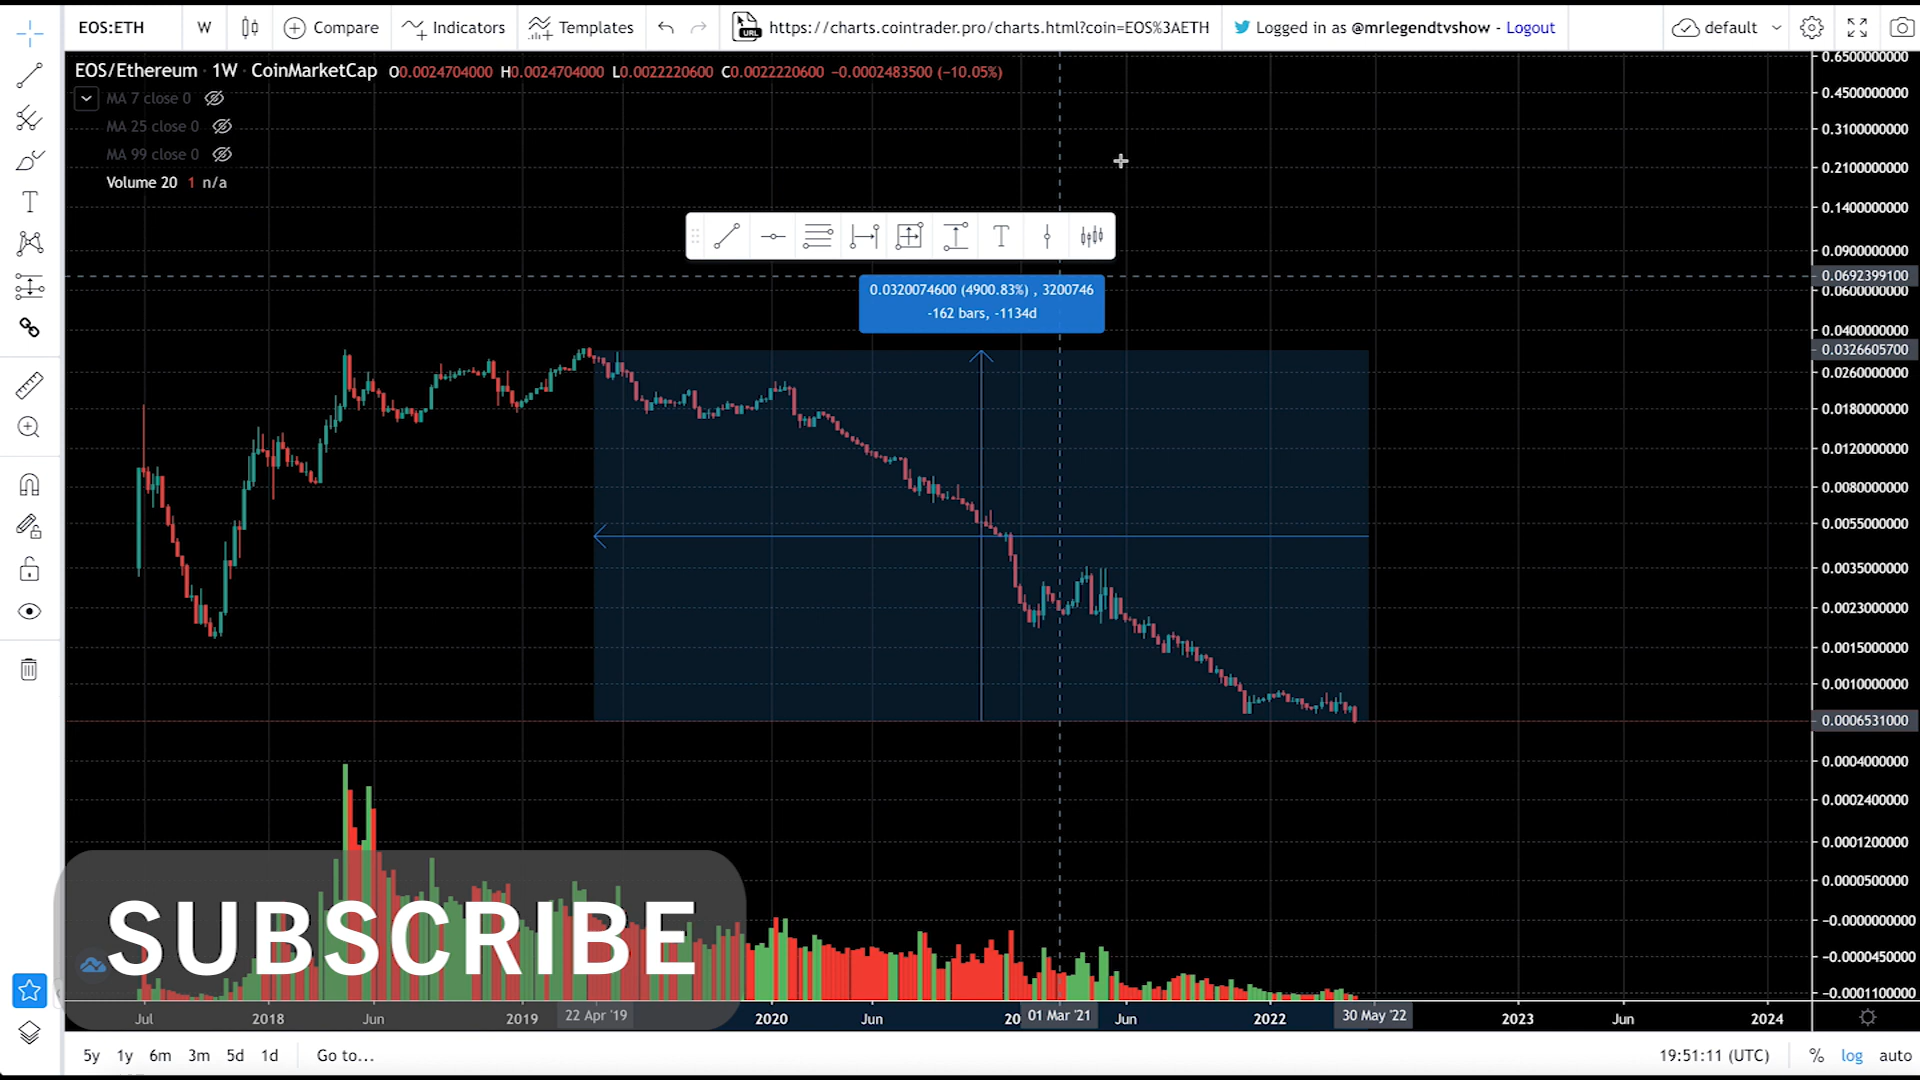 EOS:ETH W Compare Indicators Templates URL https://charts.cointrader.pro/charts.html?coin=EOS%3AETH Logged in as @mrlegendtvshow - Logout default
EOS/Ethereum · 1W · CoinMarketCap O0.0024704000 H0.0024704000 L0.0022220600 C0.0022220600 −0.0002483500 (−10.05%)
MA 7 close 0
MA 25 close 0
MA 99 close 0
Volume 20 1 n/a
T
T
0.0320074600 (4900.83%) , 3200746
-162 bars, -1134d
0.6500000000
0.4500000000
0.3100000000
0.2100000000
0.1400000000
0.0900000000
0.0692399100
0.0600000000
0.0400000000
0.0326605700
0.0260000000
0.0180000000
0.0120000000
0.0080000000
0.0055000000
0.0035000000
0.0023000000
0.0015000000
0.0010000000
0.0006531000
0.0004000000
0.0002400000
0.0001200000
0.0000500000
−0.0000000000
−0.0000450000
−0.0001100000
SUBSCRIBE
Jul 2018 Jun 2019 22 Apr '19 2020 Jun 20 01 Mar '21 Jun 2022 30 May '22 2023 Jun 2024
5y 1y 6m 3m 5d 1d Go to... 19:51:11 (UTC) % log auto